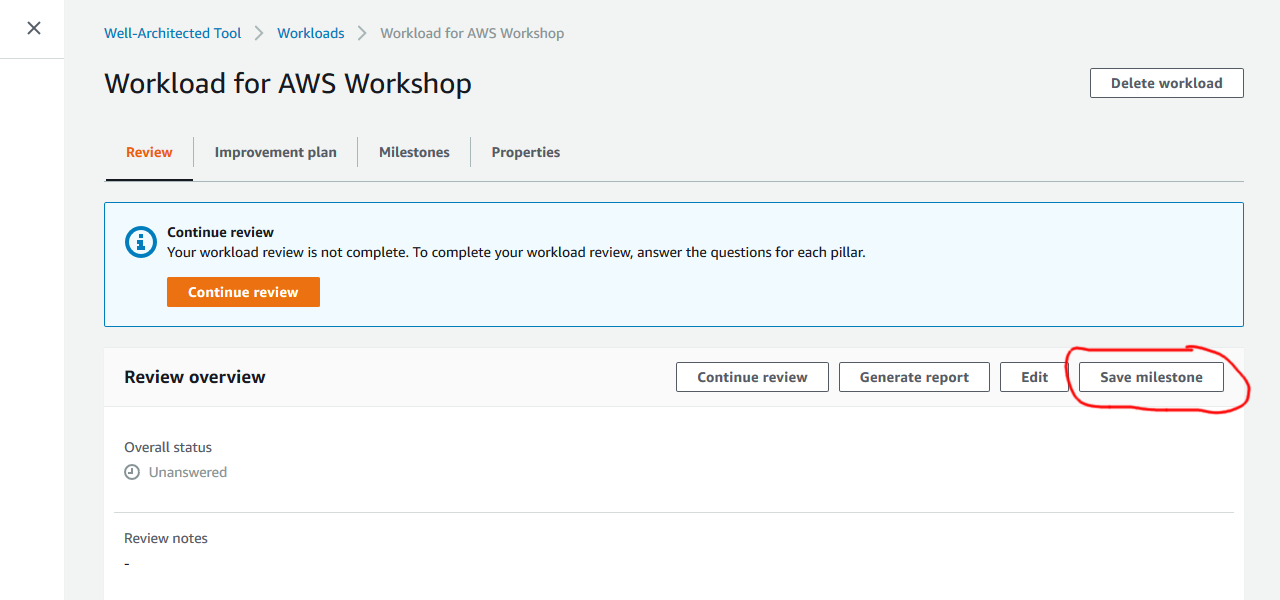 Well-Architected Tool > Workloads > Workload for AWS Workshop
Workload for AWS Workshop
Delete workload
Review
Improvement plan
Milestones
Properties
Continue review
Your workload review is not complete. To complete your workload review, answer the questions for each pillar.
Continue review
Review overview
Continue review
Generate report
Edit
Save milestone
Overall status
Unanswered
Review notes
-